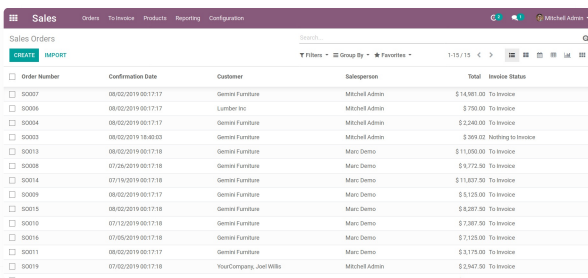 Sales Orders To Invoice Products Reporting Configuration Mitchell Admin
Sales Orders Search...
CREATE IMPORT Filters Group By Favorites 1-15 / 15
Order Number Confirmation Date Customer Salesperson Total Invoice Status
SO007 08/02/2019 00:17:17 Gemini Furniture Mitchell Admin $ 14,981.00 To Invoice
SO006 08/02/2019 00:17:17 Lumber Inc Mitchell Admin $ 750.00 To Invoice
SO004 08/02/2019 00:17:17 Gemini Furniture Mitchell Admin $ 2,240.00 To Invoice
SO003 08/02/2019 18:40:03 Gemini Furniture Mitchell Admin $ 369.02 Nothing to Invoice
SO013 08/02/2019 00:17:18 Gemini Furniture Marc Demo $ 11,050.00 To Invoice
SO008 07/26/2019 00:17:18 Gemini Furniture Marc Demo $ 9,772.50 To Invoice
SO014 07/19/2019 00:17:18 Gemini Furniture Marc Demo $ 11,837.50 To Invoice
SO009 08/02/2019 00:17:17 Gemini Furniture Marc Demo $ 5,125.00 To Invoice
SO015 08/02/2019 00:17:18 Gemini Furniture Marc Demo $ 8,287.50 To Invoice
SO010 07/12/2019 00:17:18 Gemini Furniture Marc Demo $ 7,387.50 To Invoice
SO016 07/05/2019 00:17:18 Gemini Furniture Marc Demo $ 7,125.00 To Invoice
SO011 08/02/2019 00:17:18 Gemini Furniture Marc Demo $ 3,175.00 To Invoice
SO019 07/02/2019 00:17:18 YourCompany, Joel Willis Mitchell Admin $ 2,947.50 To Invoice